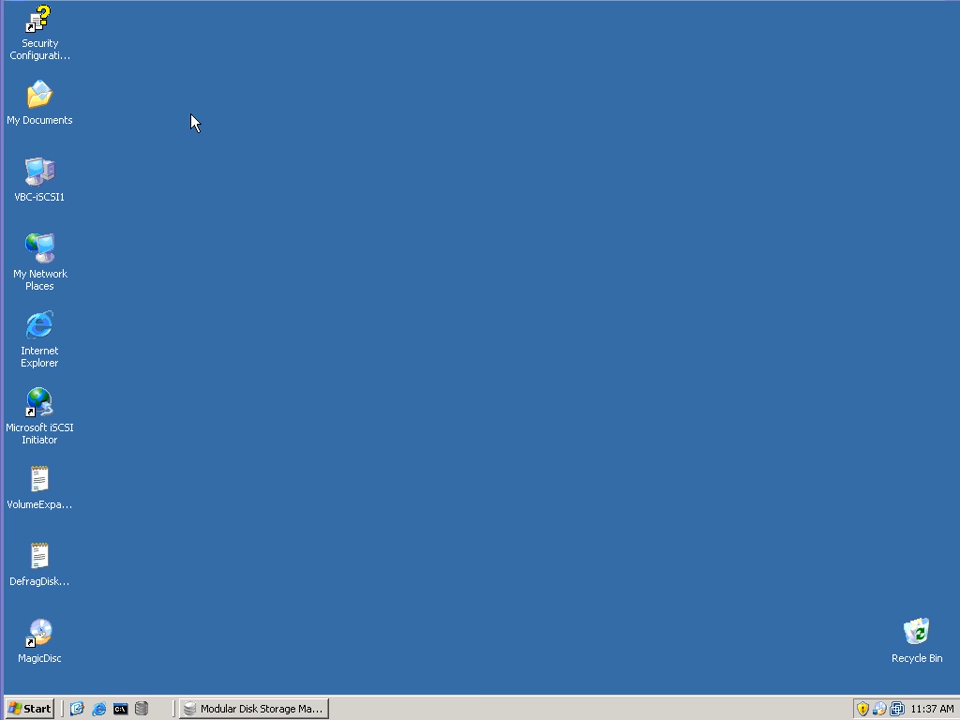 Security
Configurati...
My Documents
VBC-iSCSI1
My Network
Places
Internet
Explorer
Microsoft iSCSI
Initiator
VolumeExpa...
DefragDisk...
MagicDisc
Recycle Bin
Start
Modular Disk Storage Ma...
11:37 AM